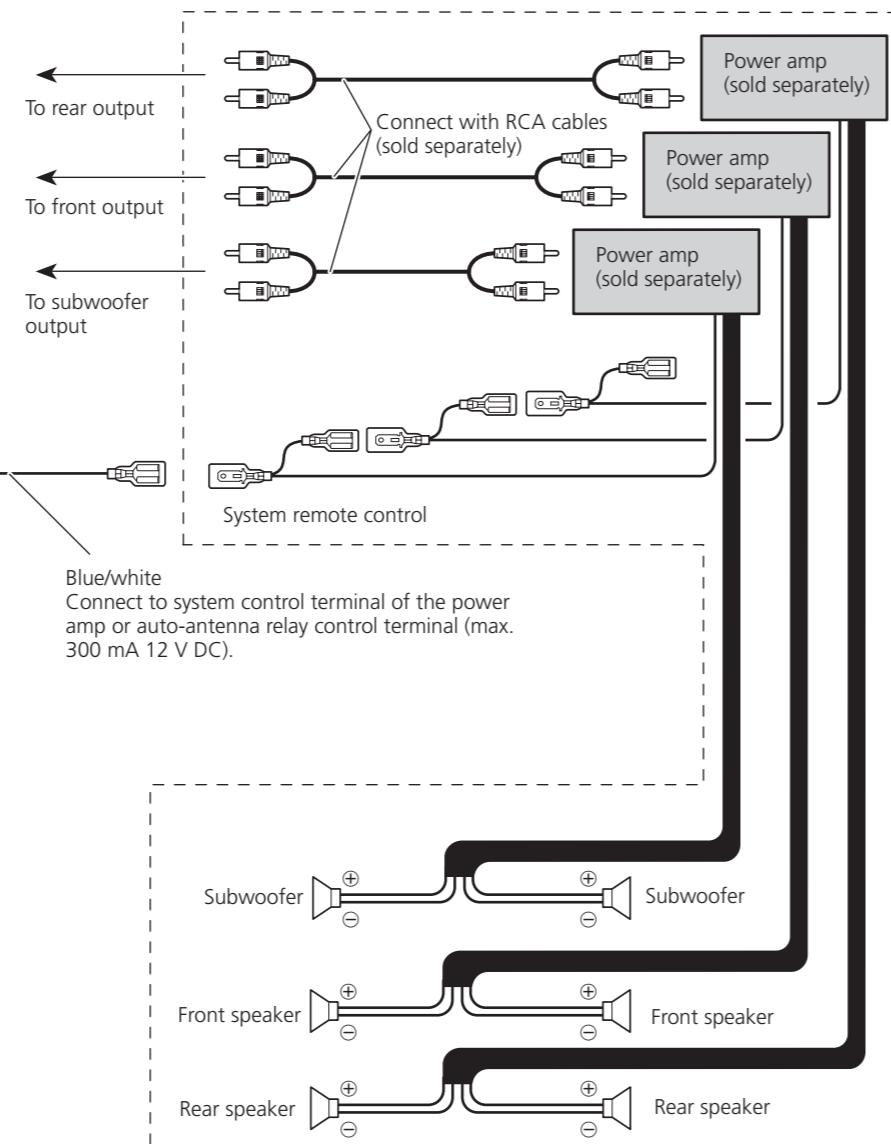 Power amp
(sold separately)
To rear output
Connect with RCA cables
(sold separately)
Power amp
(sold separately)
To front output
Power amp
(sold separately)
To subwoofer
output
System remote control
Blue/white
Connect to system control terminal of the power
amp or auto-antenna relay control terminal (max.
300 mA 12 V DC).
Subwoofer
⊕
⊖
⊕
⊖
Subwoofer
Front speaker
⊕
⊖
⊕
⊖
Front speaker
Rear speaker
⊕
⊖
⊕
⊖
Rear speaker